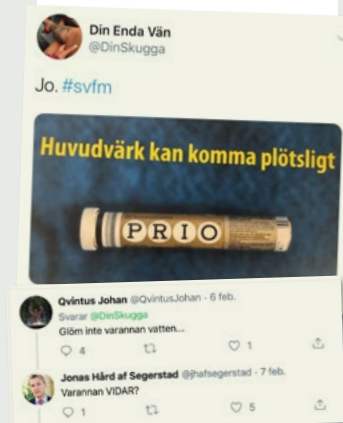 Din Enda Vän
@DinSkugga
Jo. #svfm
Huvudvärk kan komma plötsligt
PRIO
Qvintus Johan @QvintusJohan · 6 feb.
Svarar @DinSkugga
Glöm inte varannan vatten...
4 1
Jonas Hård af Segerstad @jhafsegerstad · 7 feb.
Varannan VIDAR?
1 5